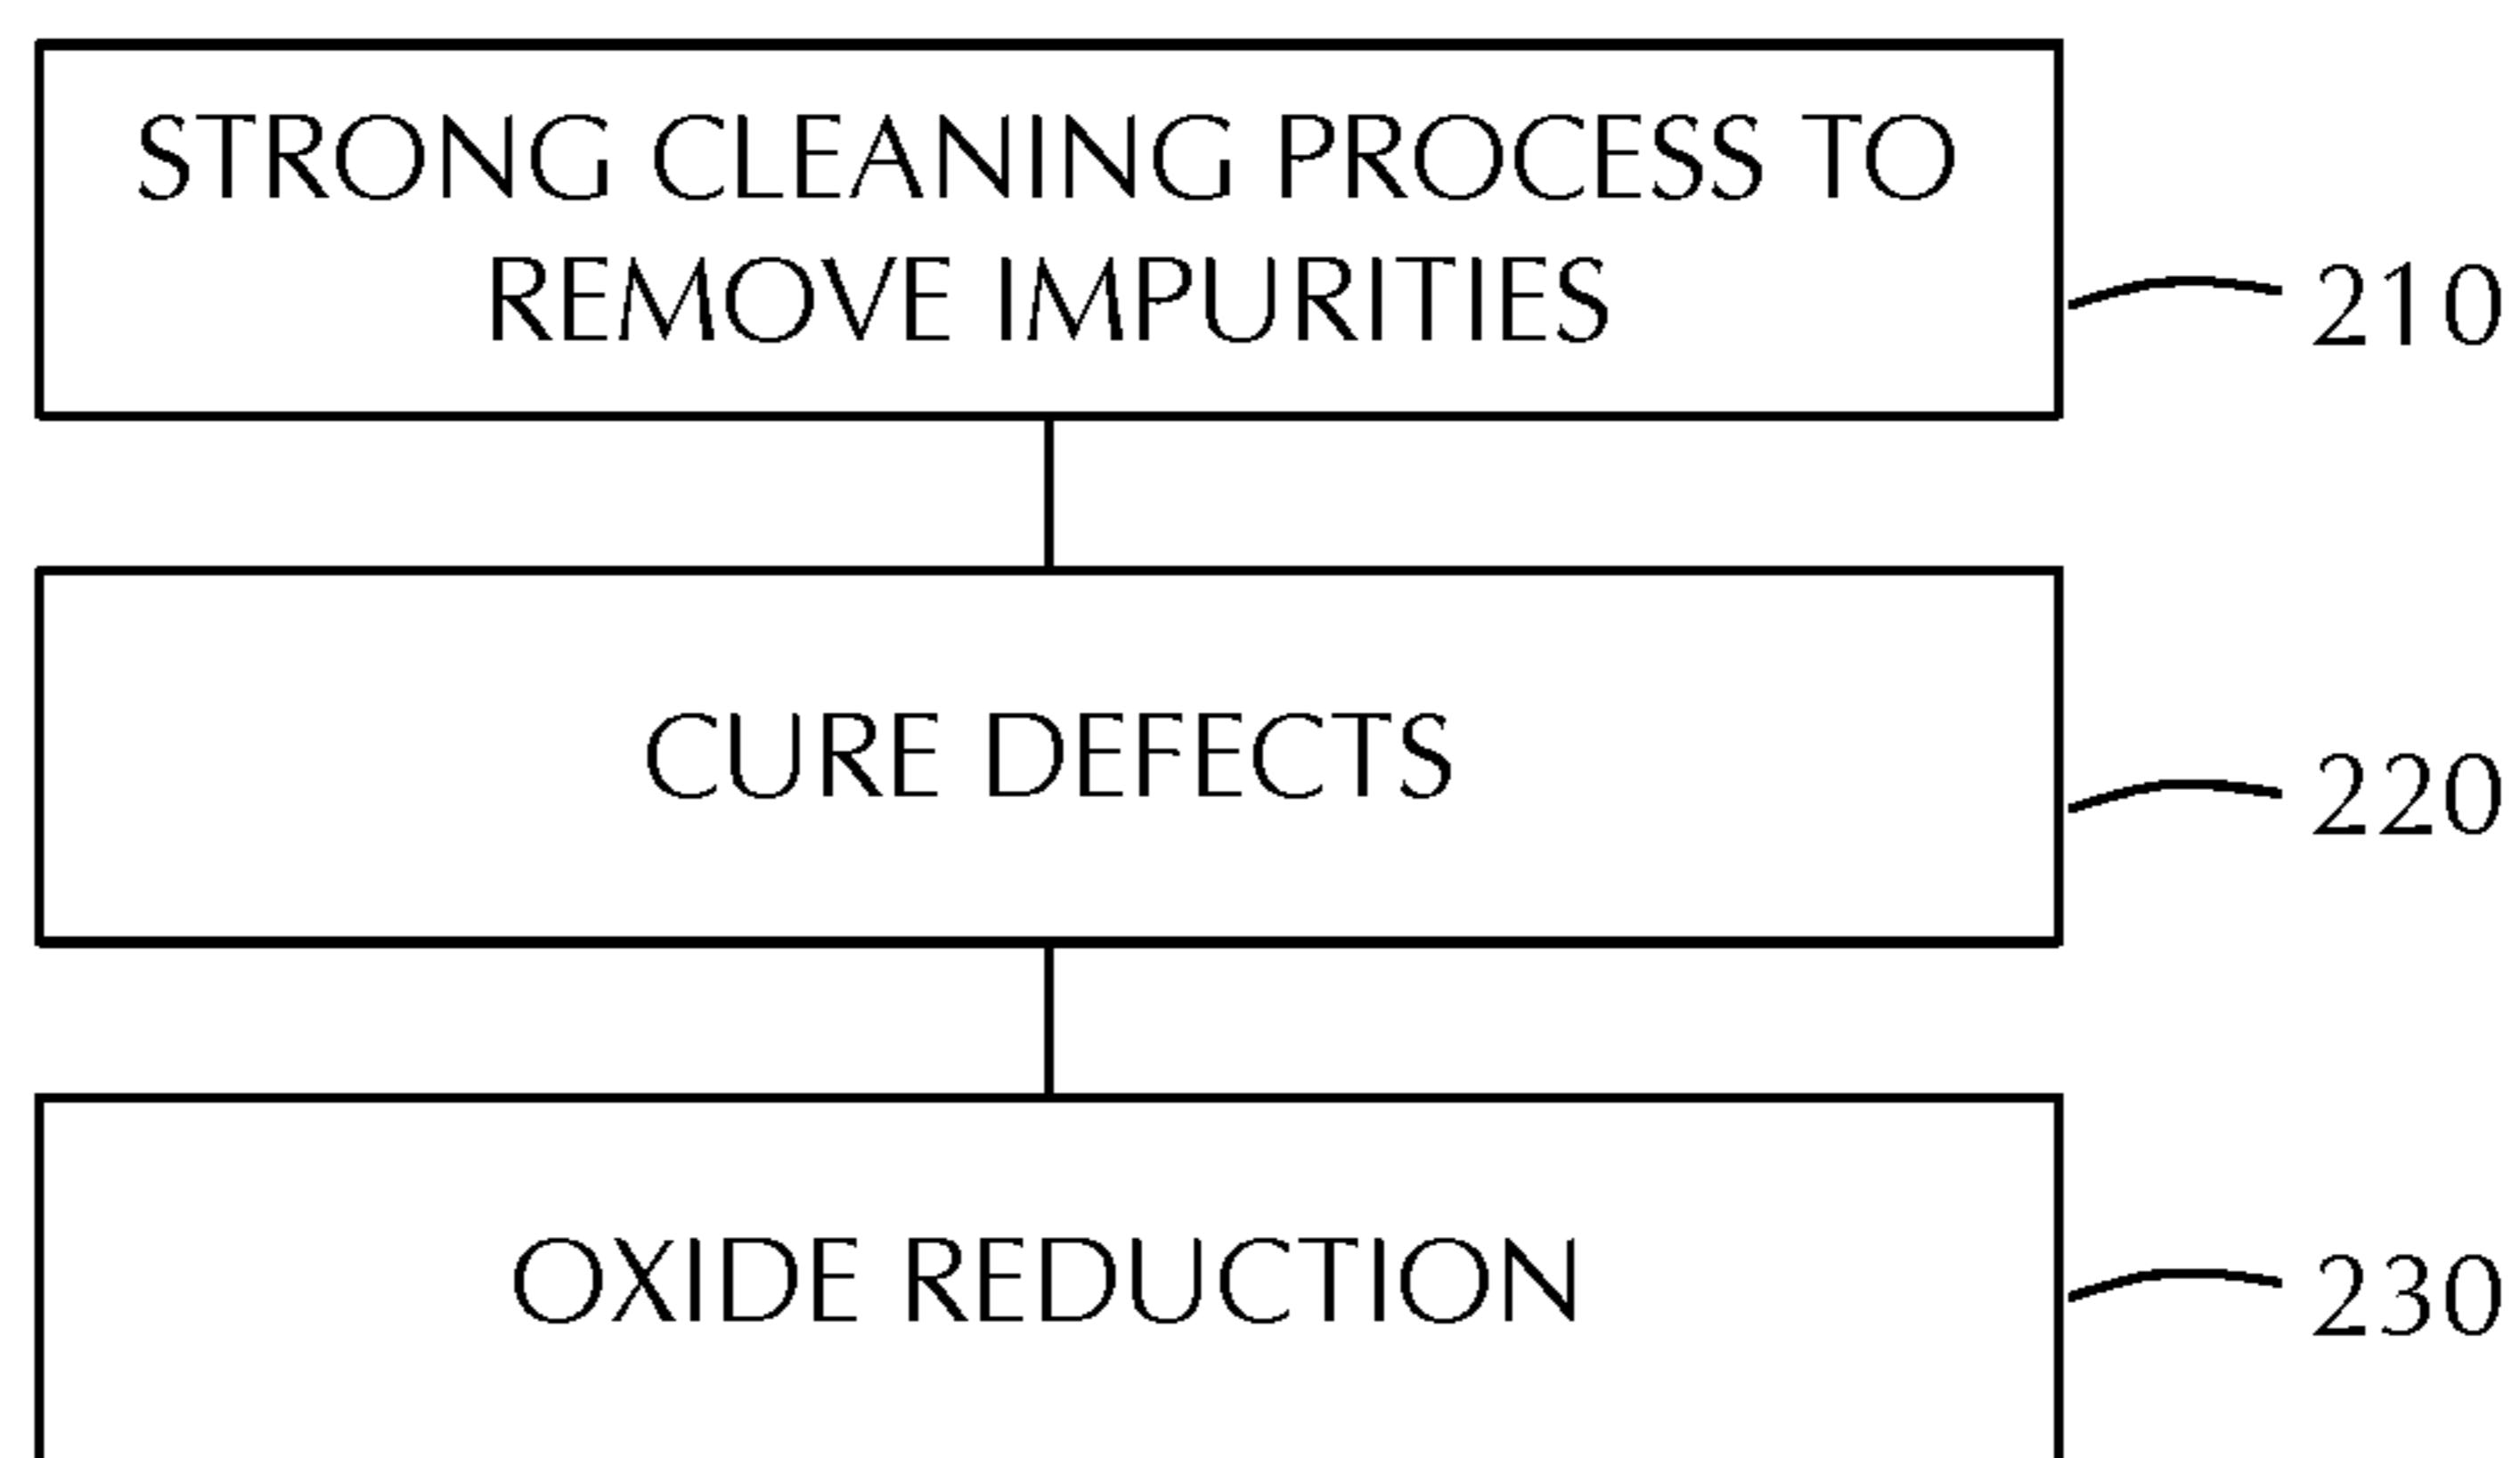 STRONG CLEANING PROCESS TO
REMOVE IMPURITIES
210
CURE DEFECTS
220
OXIDE REDUCTION
230